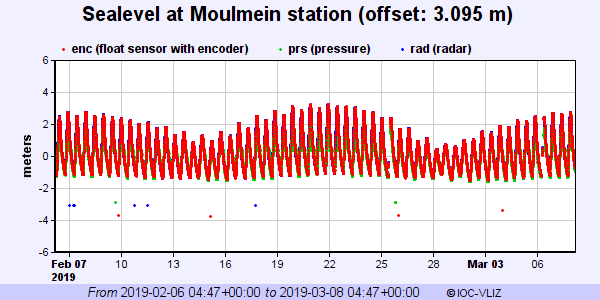 Sealevel at Moulmein station (offset: 3.095 m)
enc (float sensor with encoder) prs (pressure) rad (radar)
6
4
2
0
-2
-4
-6
meters
Feb 07 10 13 16 19 22 25 28 Mar 03 06
2019
From 2019-02-06 04:47+00:00 to 2019-03-08 04:47+00:00 © IOC-VLIZ